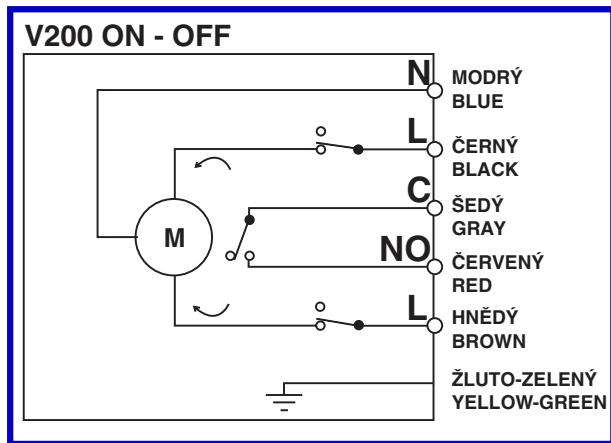 V200 ON - OFF
N MODRÝ
BLUE
L ČERNÝ
BLACK
C ŠEDÝ
GRAY
NO ČERVENÝ
RED
L HNĚDÝ
BROWN
M
ŽLUTO-ZELENÝ
YELLOW-GREEN